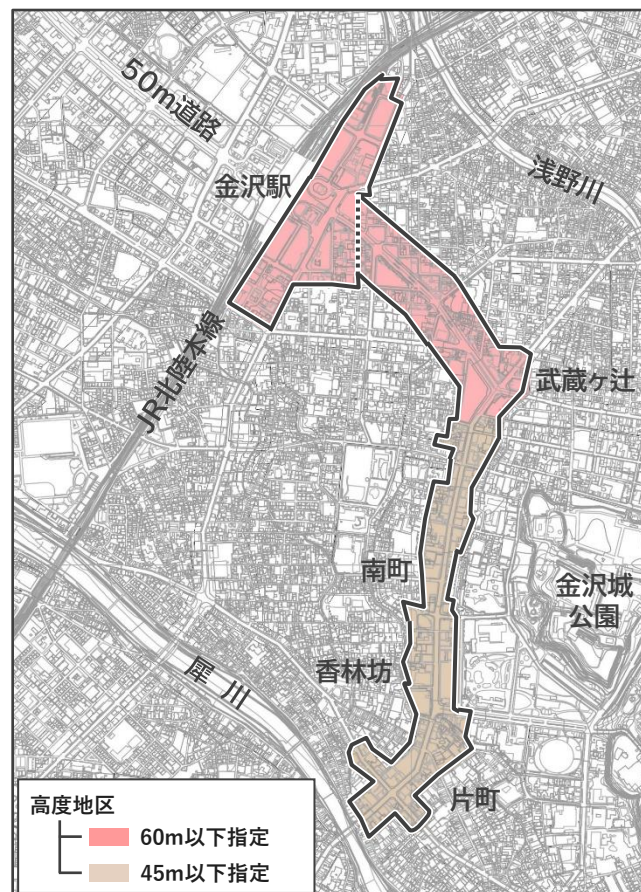 50m道路
浅野川
金沢駅
武蔵ヶ辻
JR北陸本線
南町
金沢城
公園
香林坊
犀川
片町
高度地区
60m以下指定
45m以下指定